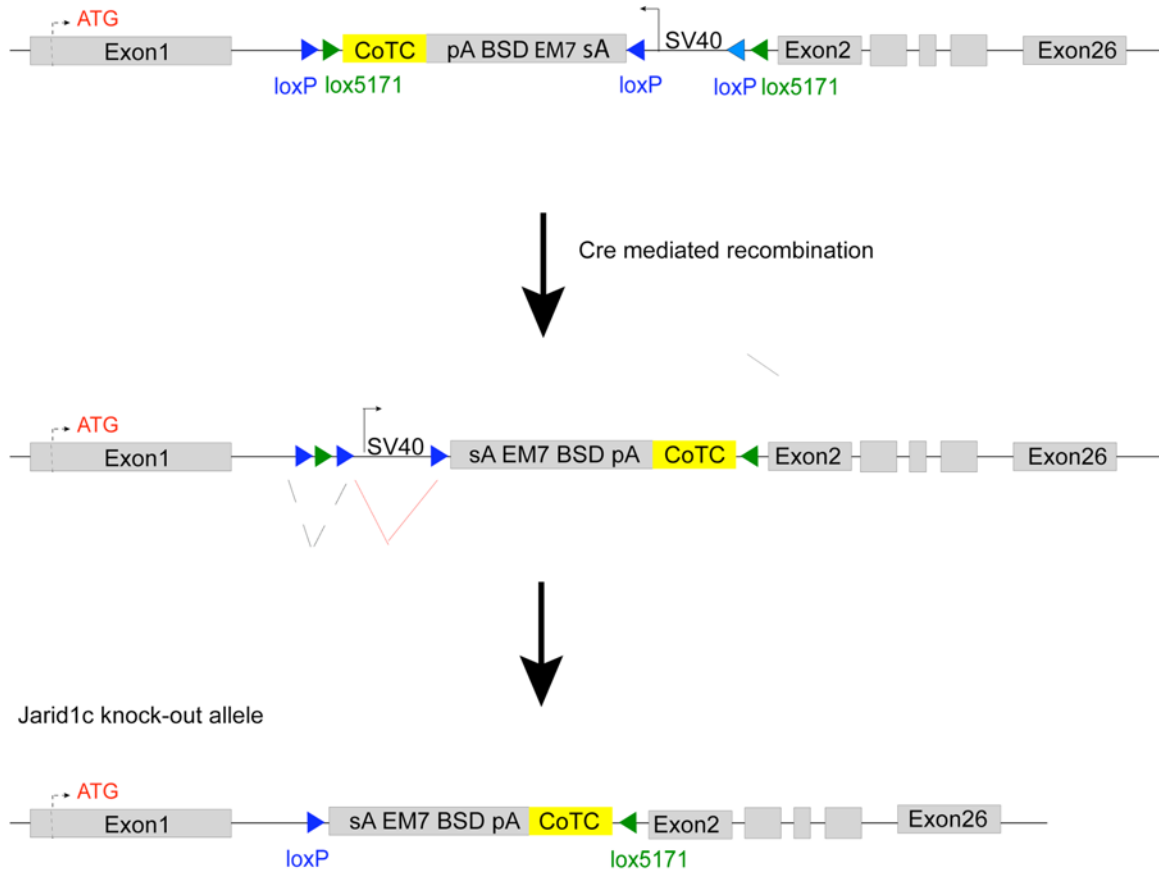 ATG
Exon1 CoTC pA BSD EM7 sA SV40 Exon2 Exon26
loxP lox5171 loxP loxP lox5171
Cre mediated recombination
ATG
Exon1 SV40 sA EM7 BSD pA CoTC Exon2 Exon26
Jarid1c knock-out allele
ATG
Exon1 sA EM7 BSD pA CoTC Exon2 Exon26
loxP lox5171